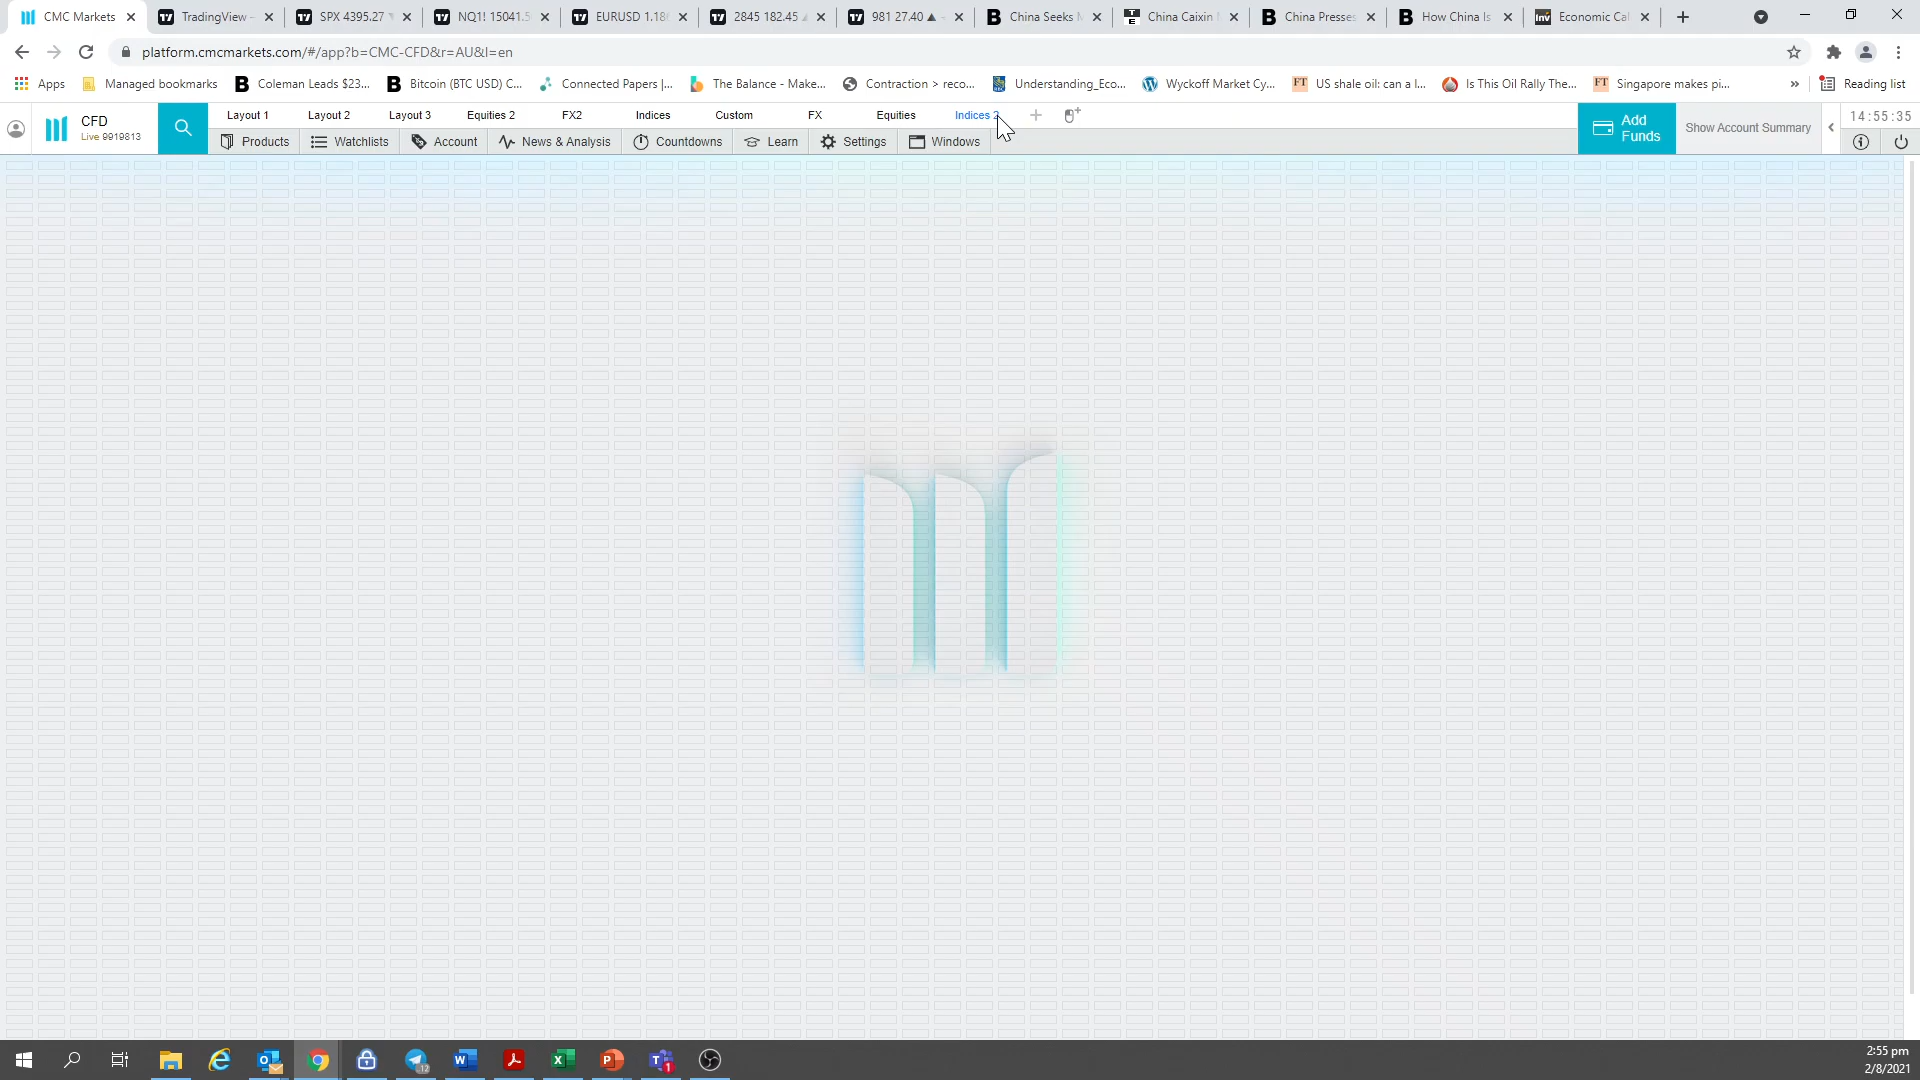 CMC Markets
TradingView -
SPX 4395.27
NQ1! 15041.5
EURUSD 1.18
2845 182.45
981 27.40 ▲ -
China Seeks
China Caixin
China Presses
How China Is
Economic Cal
platform.cmcmarkets.com/#/app?b=CMC-CFD&r=AU&l=en
Apps
Managed bookmarks
Coleman Leads $23...
Bitcoin (BTC USD) C...
Connected Papers |...
The Balance - Make...
Contraction > reco...
Understanding_Eco...
Wyckoff Market Cy...
US shale oil: can a l...
Is This Oil Rally The...
Singapore makes pi...
»
Reading list
CFD
Live 9919813
Layout 1
Layout 2
Layout 3
Equities 2
FX2
Indices
Custom
FX
Equities
Indices 2
Products
Watchlists
Account
News & Analysis
Countdowns
Learn
Settings
Windows
Add
Funds
Show Account Summary
14:55:35
2:55 pm
2/8/2021